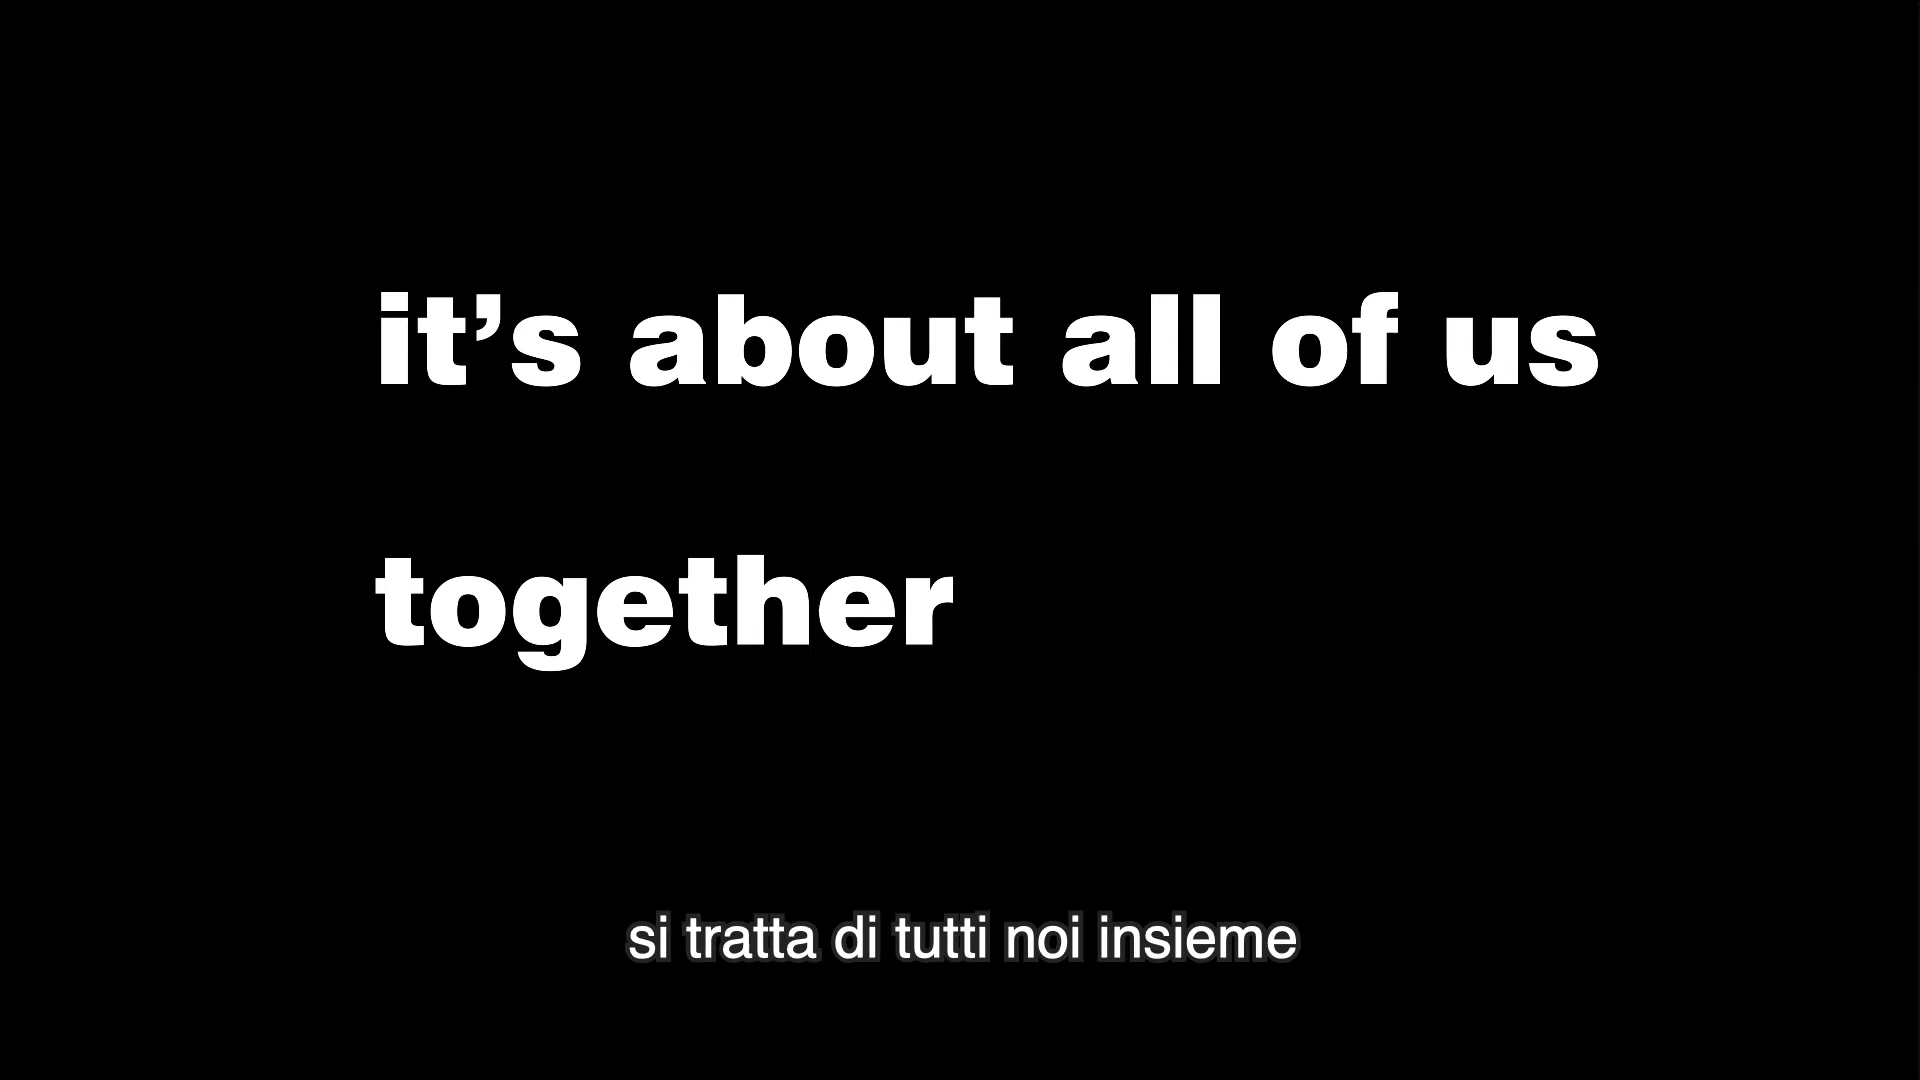 it’s about all of us
together
si tratta di tutti noi insieme